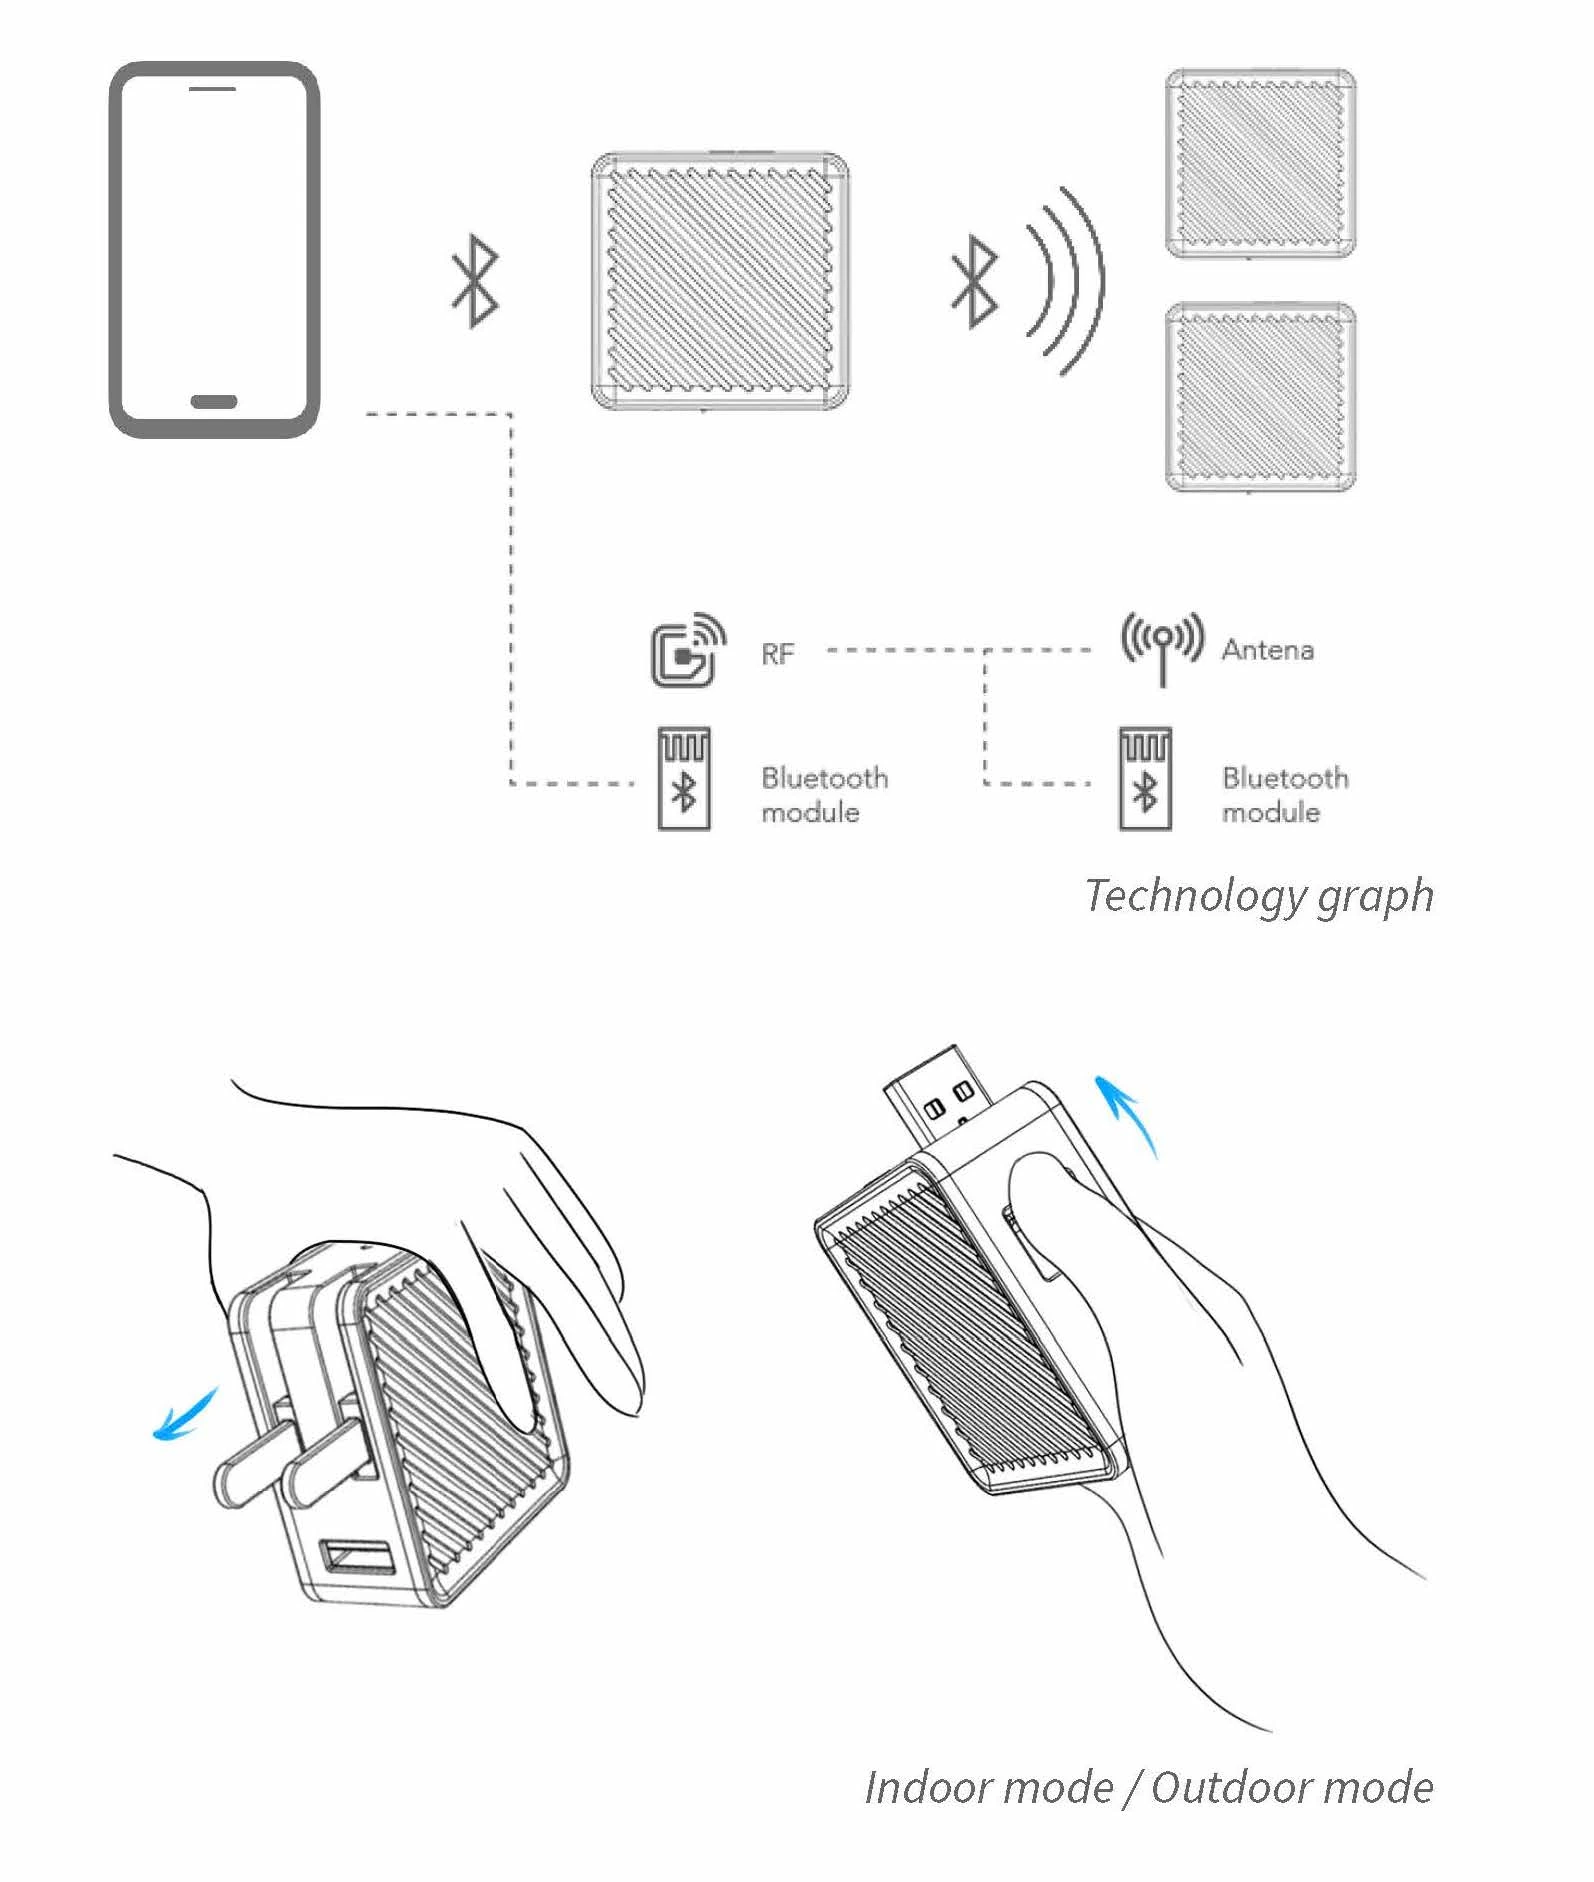 RF
Antena
Bluetooth
module
Bluetooth
module
Technology graph
Indoor mode / Outdoor mode